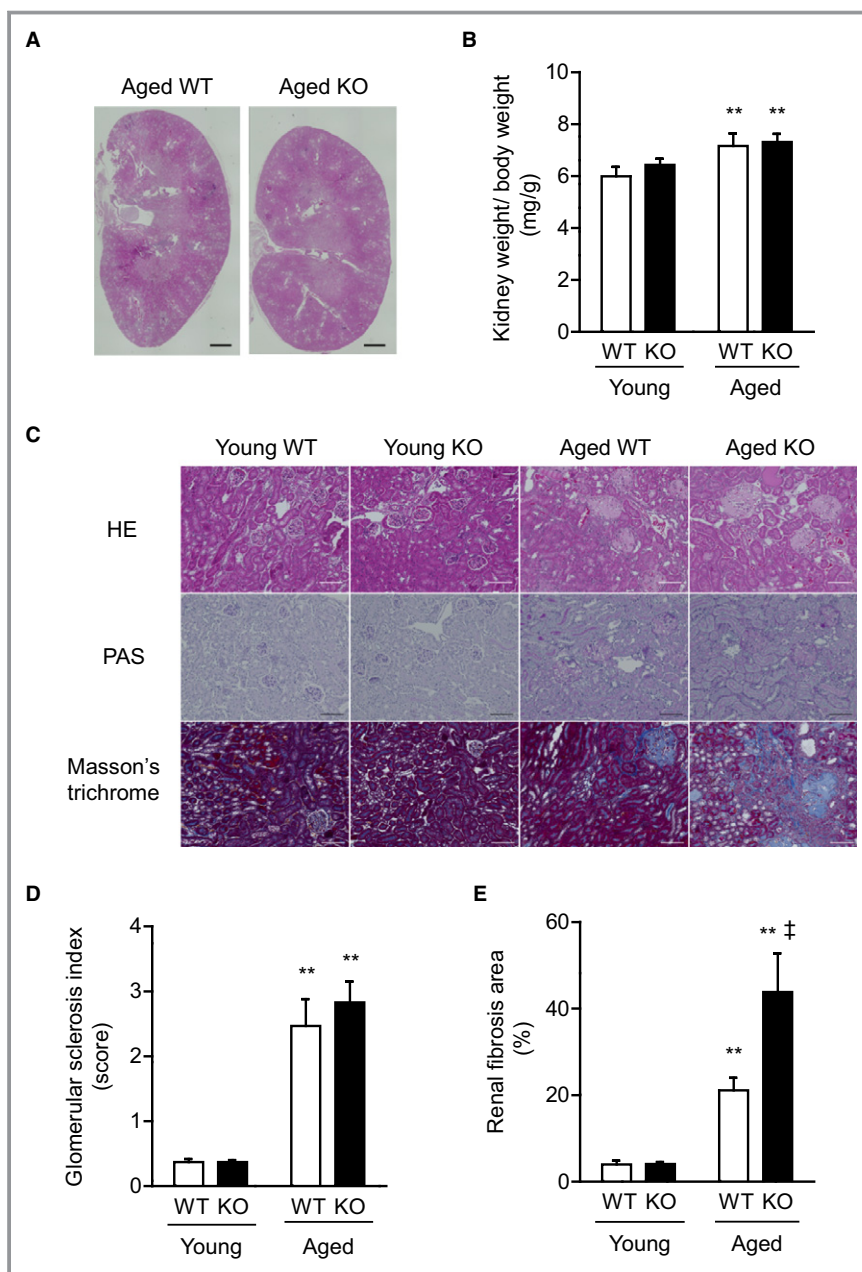 A
Aged WT Aged KO
B
Kidney weight/ body weight
(mg/g)
10
8
6
4
2
0
** **
WT KO WT KO
Young Aged
C
Young WT Young KO Aged WT Aged KO
HE
PAS
Masson's
trichrome
D
Glomerular sclerosis index
(score)
4
3
2
1
0
** **
WT KO WT KO
Young Aged
E
Renal fibrosis area
(%)
60
40
20
0
** ** ‡
WT KO WT KO
Young Aged